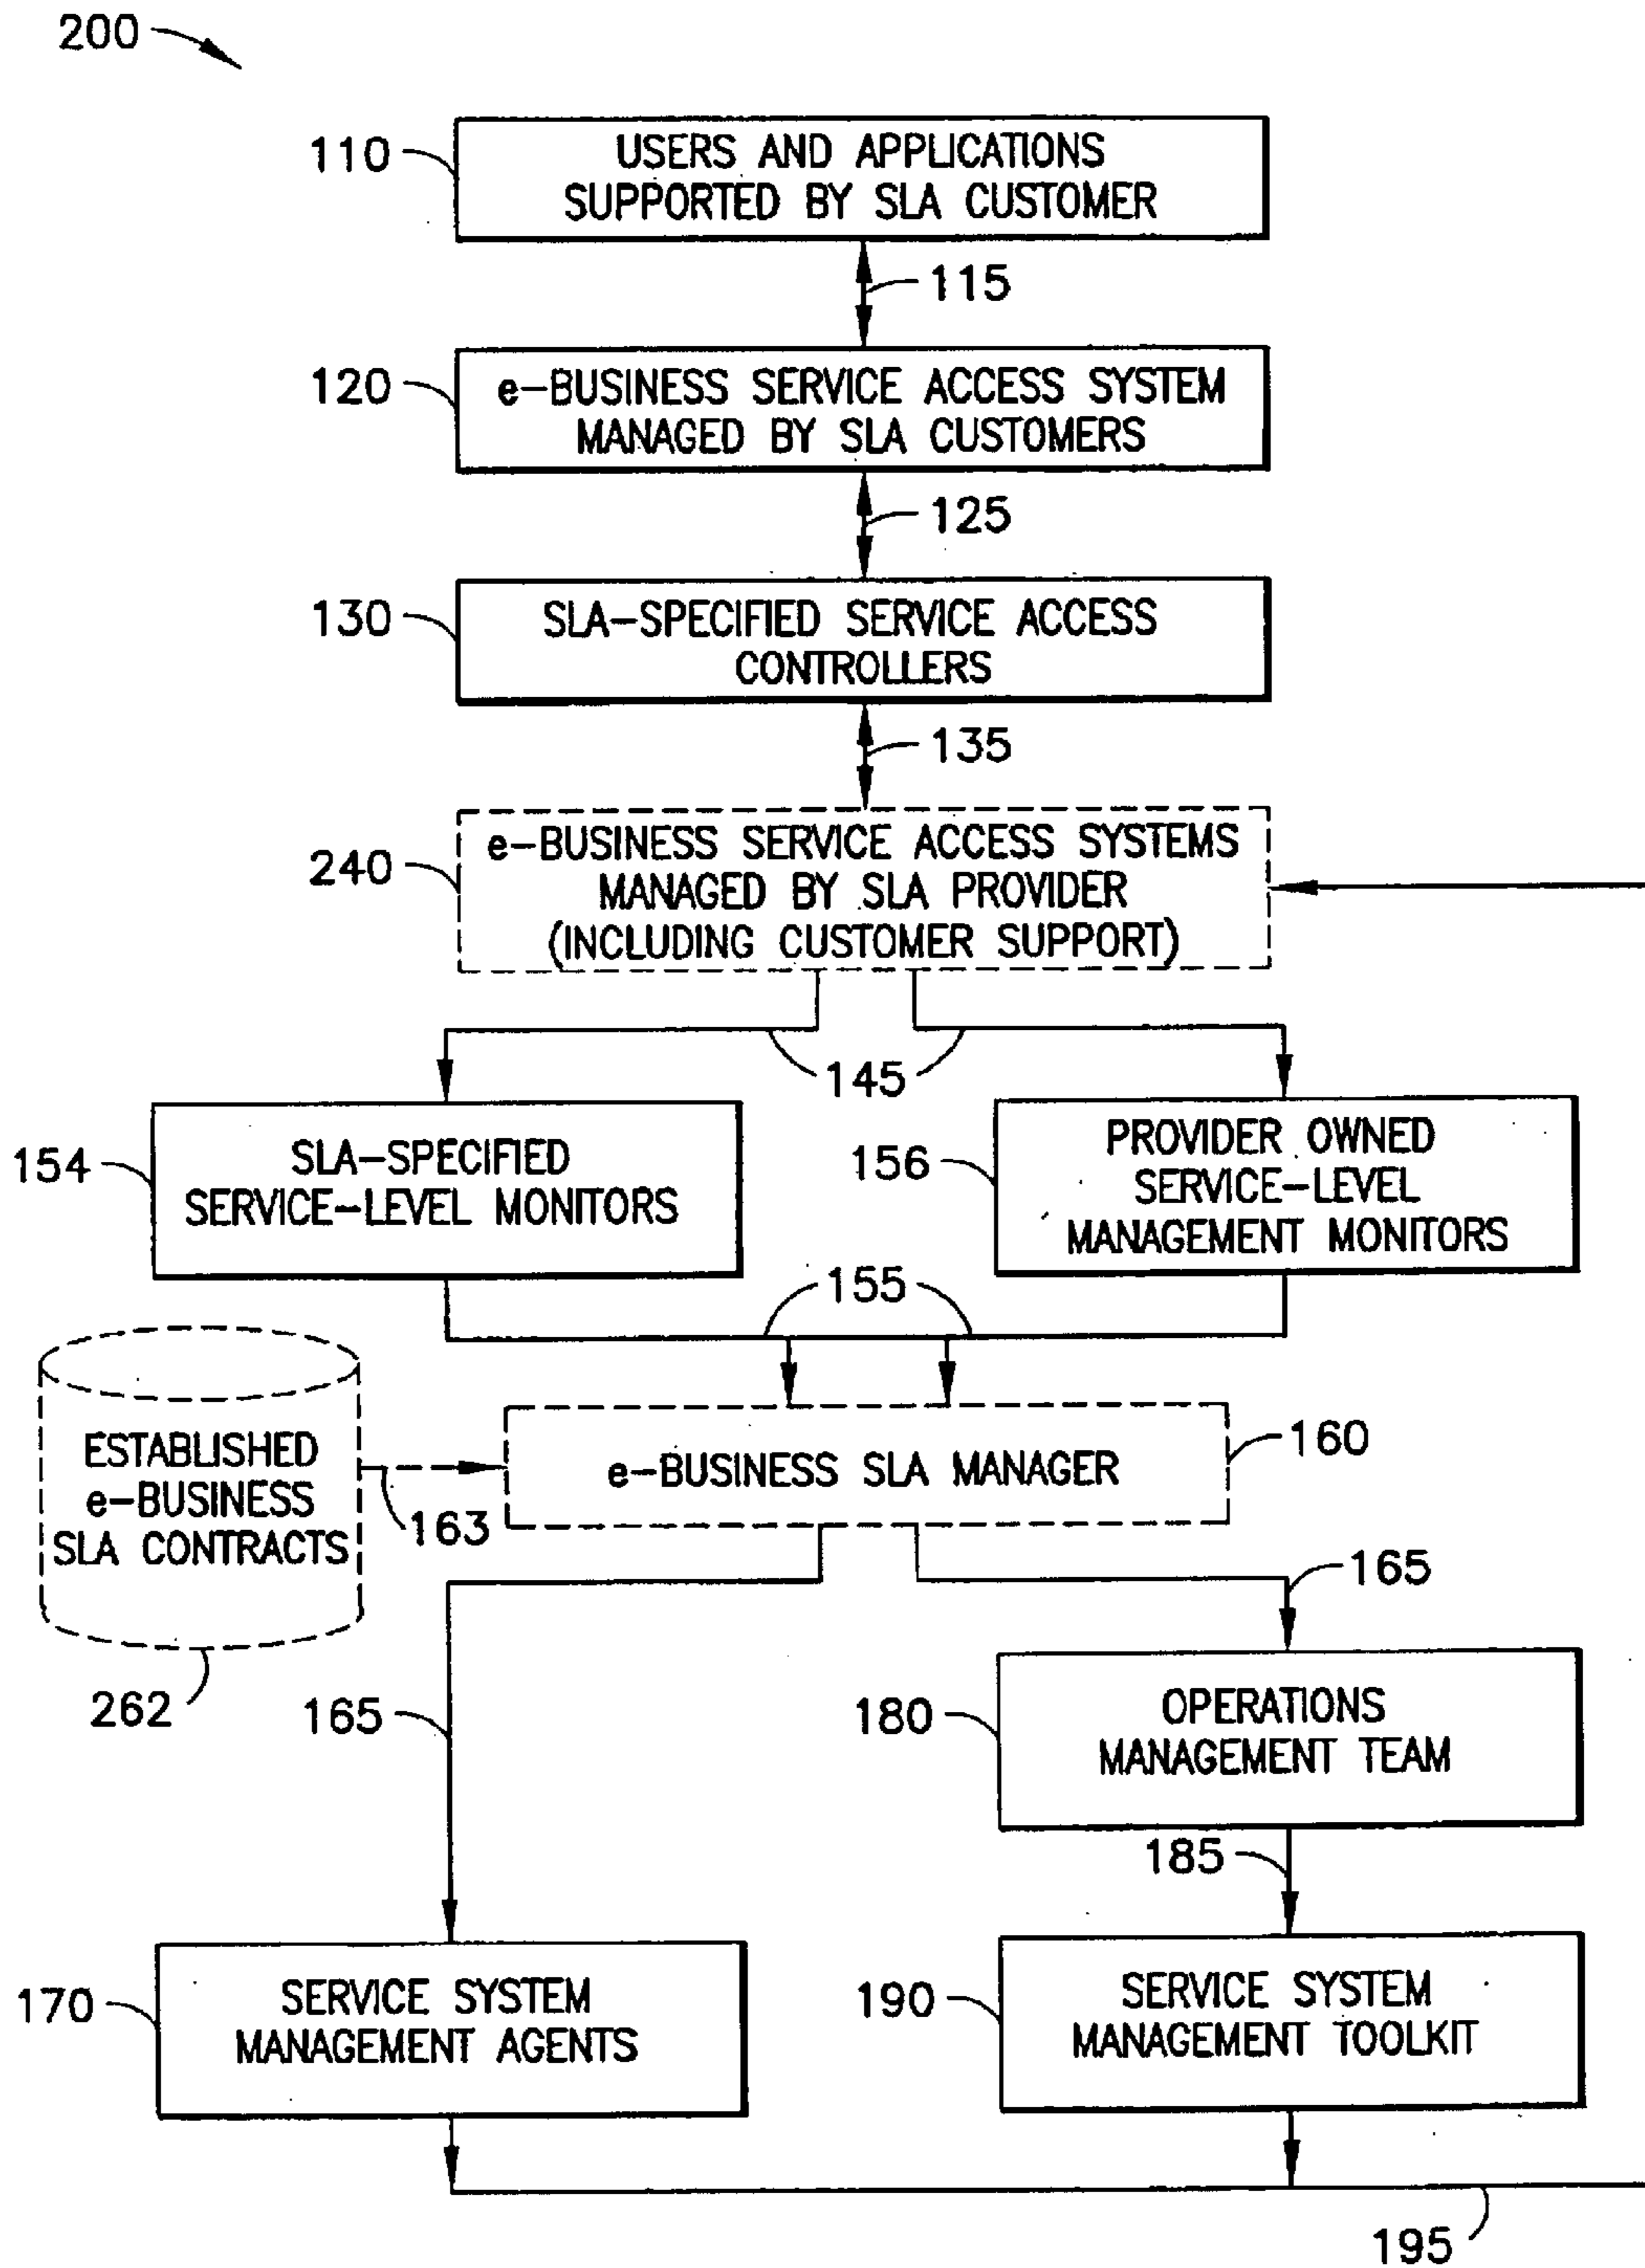 200
110
USERS AND APPLICATIONS
SUPPORTED BY SLA CUSTOMER
115
120
e-BUSINESS SERVICE ACCESS SYSTEM
MANAGED BY SLA CUSTOMERS
125
130
SLA-SPECIFIED SERVICE ACCESS
CONTROLLERS
135
240
e-BUSINESS SERVICE ACCESS SYSTEMS
MANAGED BY SLA PROVIDER
(INCLUDING CUSTOMER SUPPORT)
145
154
SLA-SPECIFIED
SERVICE-LEVEL MONITORS
156
PROVIDER OWNED
SERVICE-LEVEL
MANAGEMENT MONITORS
155
ESTABLISHED
e-BUSINESS
SLA CONTRACTS
163
e-BUSINESS SLA MANAGER
160
262
165
165
180
OPERATIONS
MANAGEMENT TEAM
185
170
SERVICE SYSTEM
MANAGEMENT AGENTS
190
SERVICE SYSTEM
MANAGEMENT TOOLKIT
195